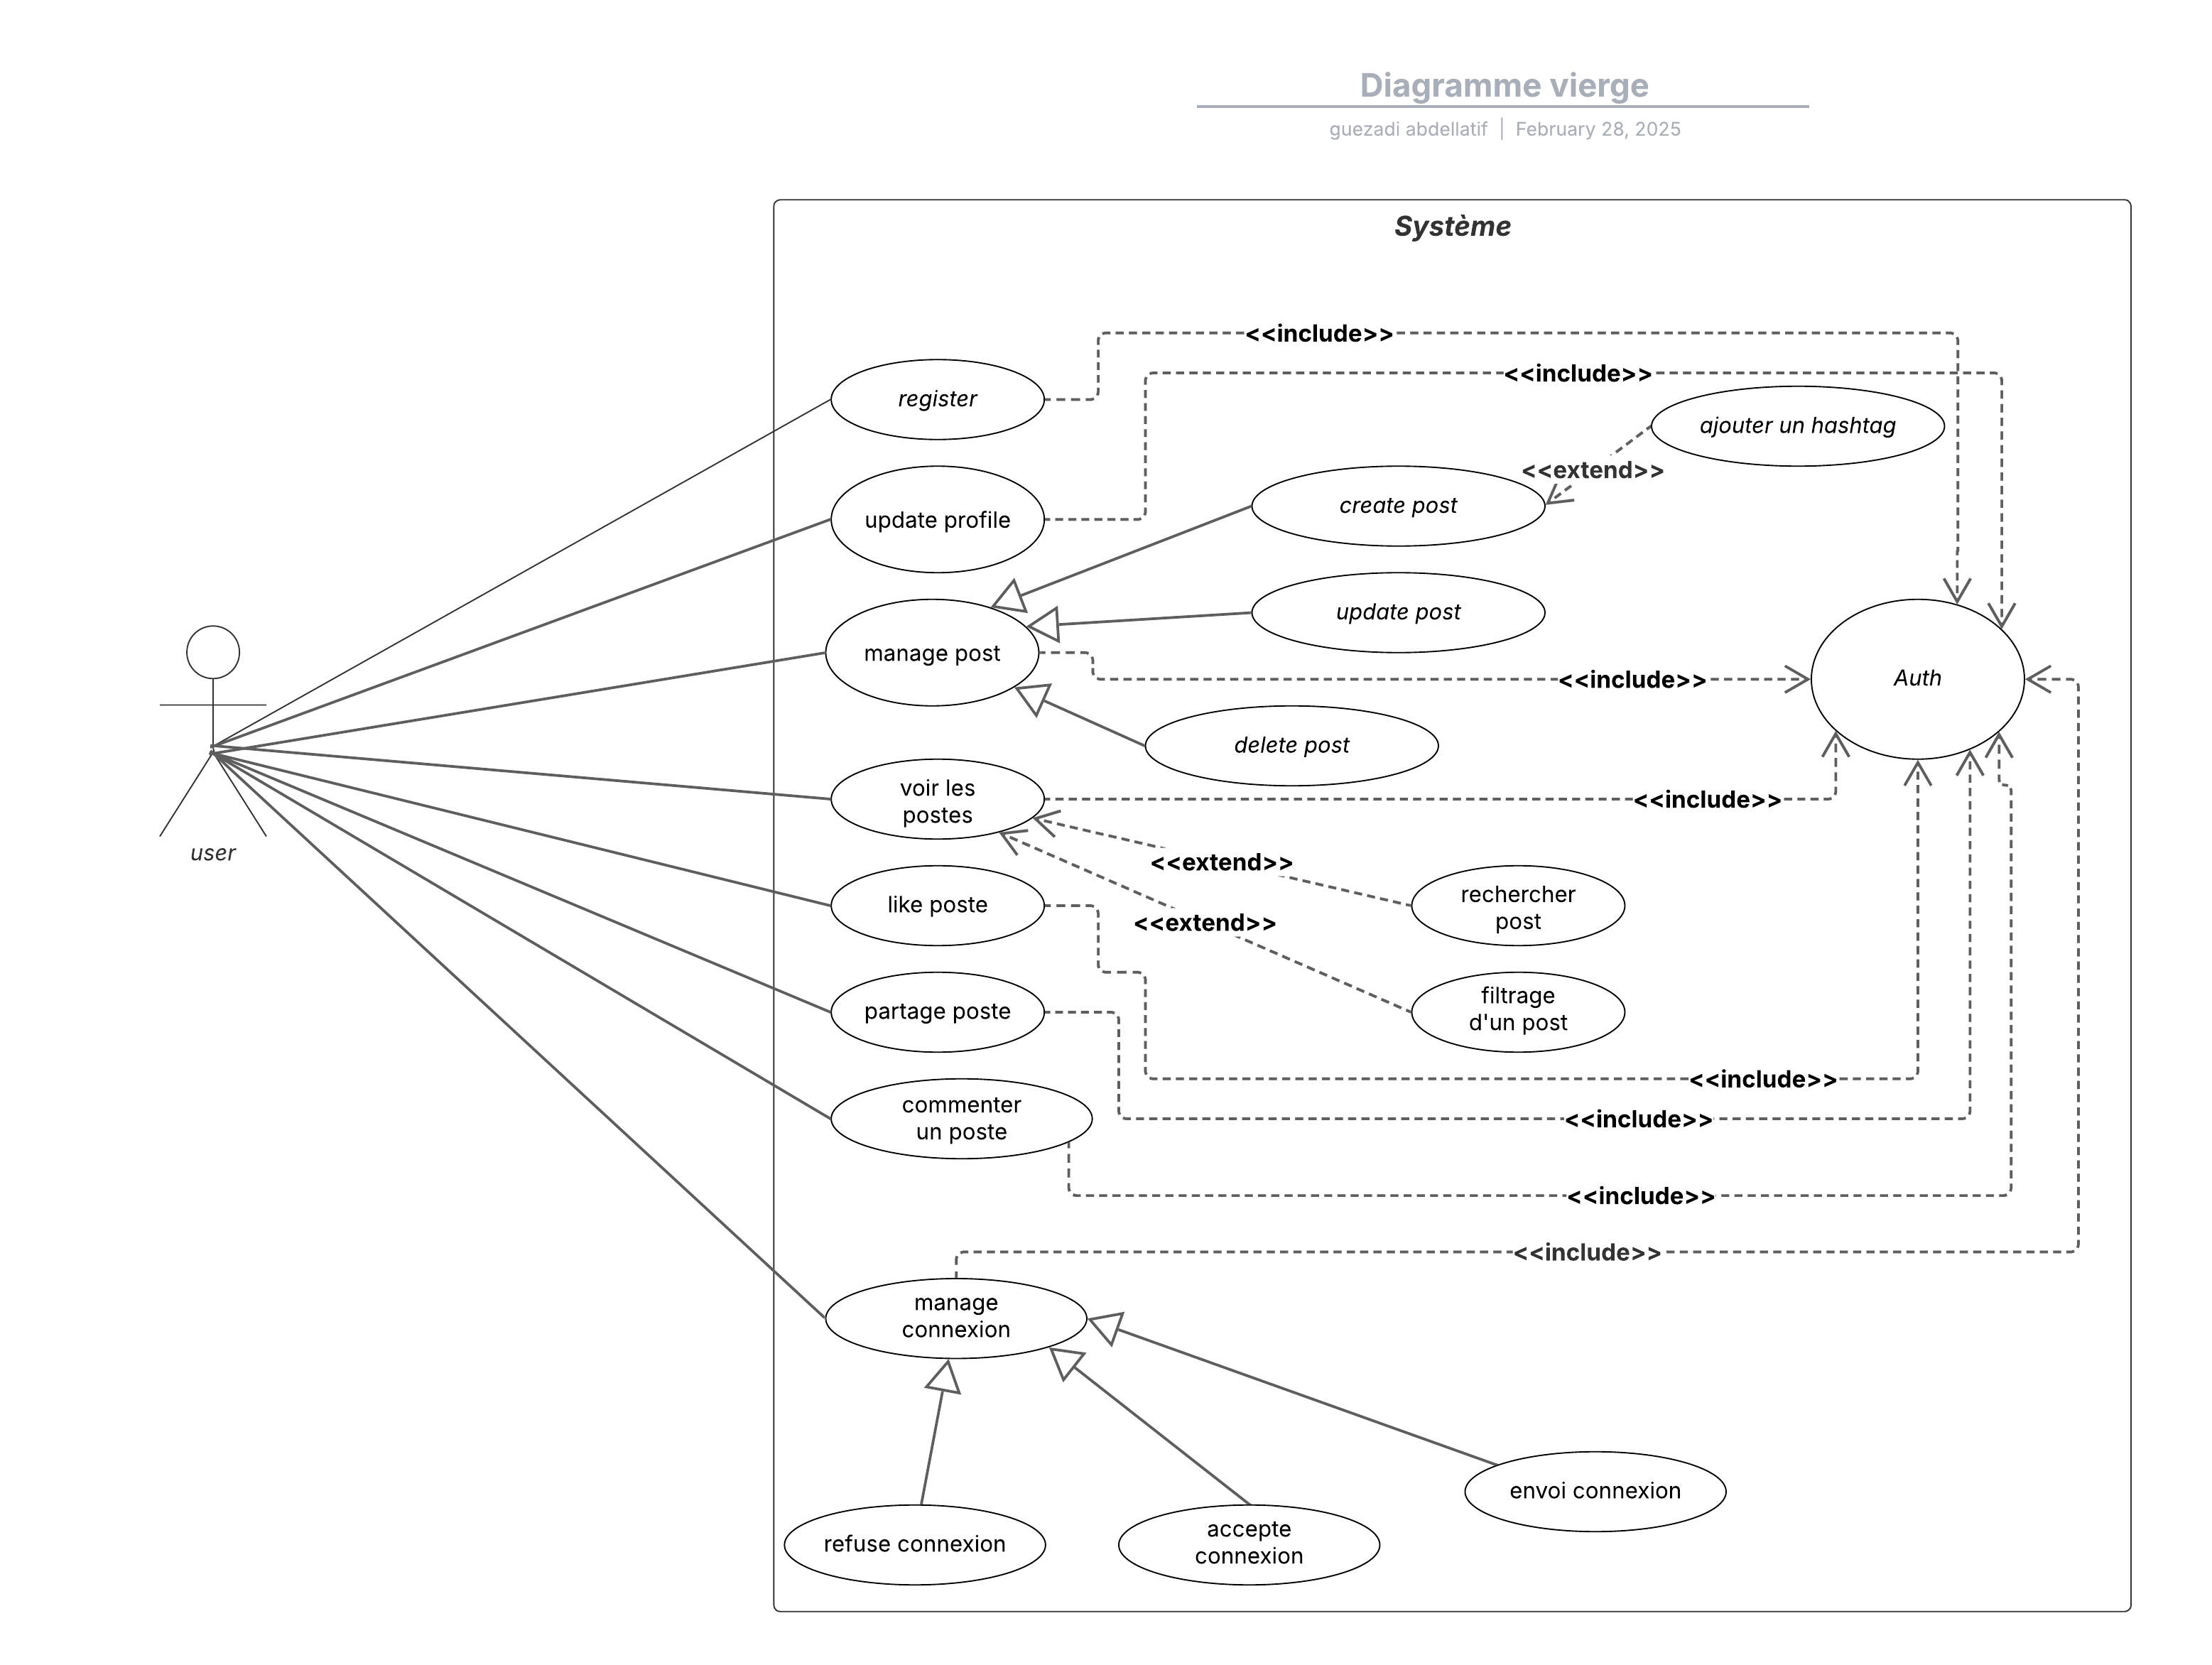 Diagramme vierge
guezadi abdellatif | February 28, 2025
Système
<<include>>
<<include>>
register
ajouter un hashtag
<<extend>>
create post
update profile
update post
manage post
<<include>>
Auth
delete post
voir les
postes
<<include>>
user
<<extend>>
like poste
rechercher
post
<<extend>>
partage poste
filtrage
d'un post
<<include>>
commenter
un poste
<<include>>
<<include>>
<<include>>
manage
connexion
envoi connexion
refuse connexion
accepte
connexion